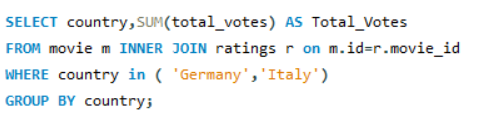 SELECT country,SUM(total_votes) AS Total_Votes
FROM movie m INNER JOIN ratings r on m.id=r.movie_id
WHERE country in ( 'Germany','Italy')
GROUP BY country;